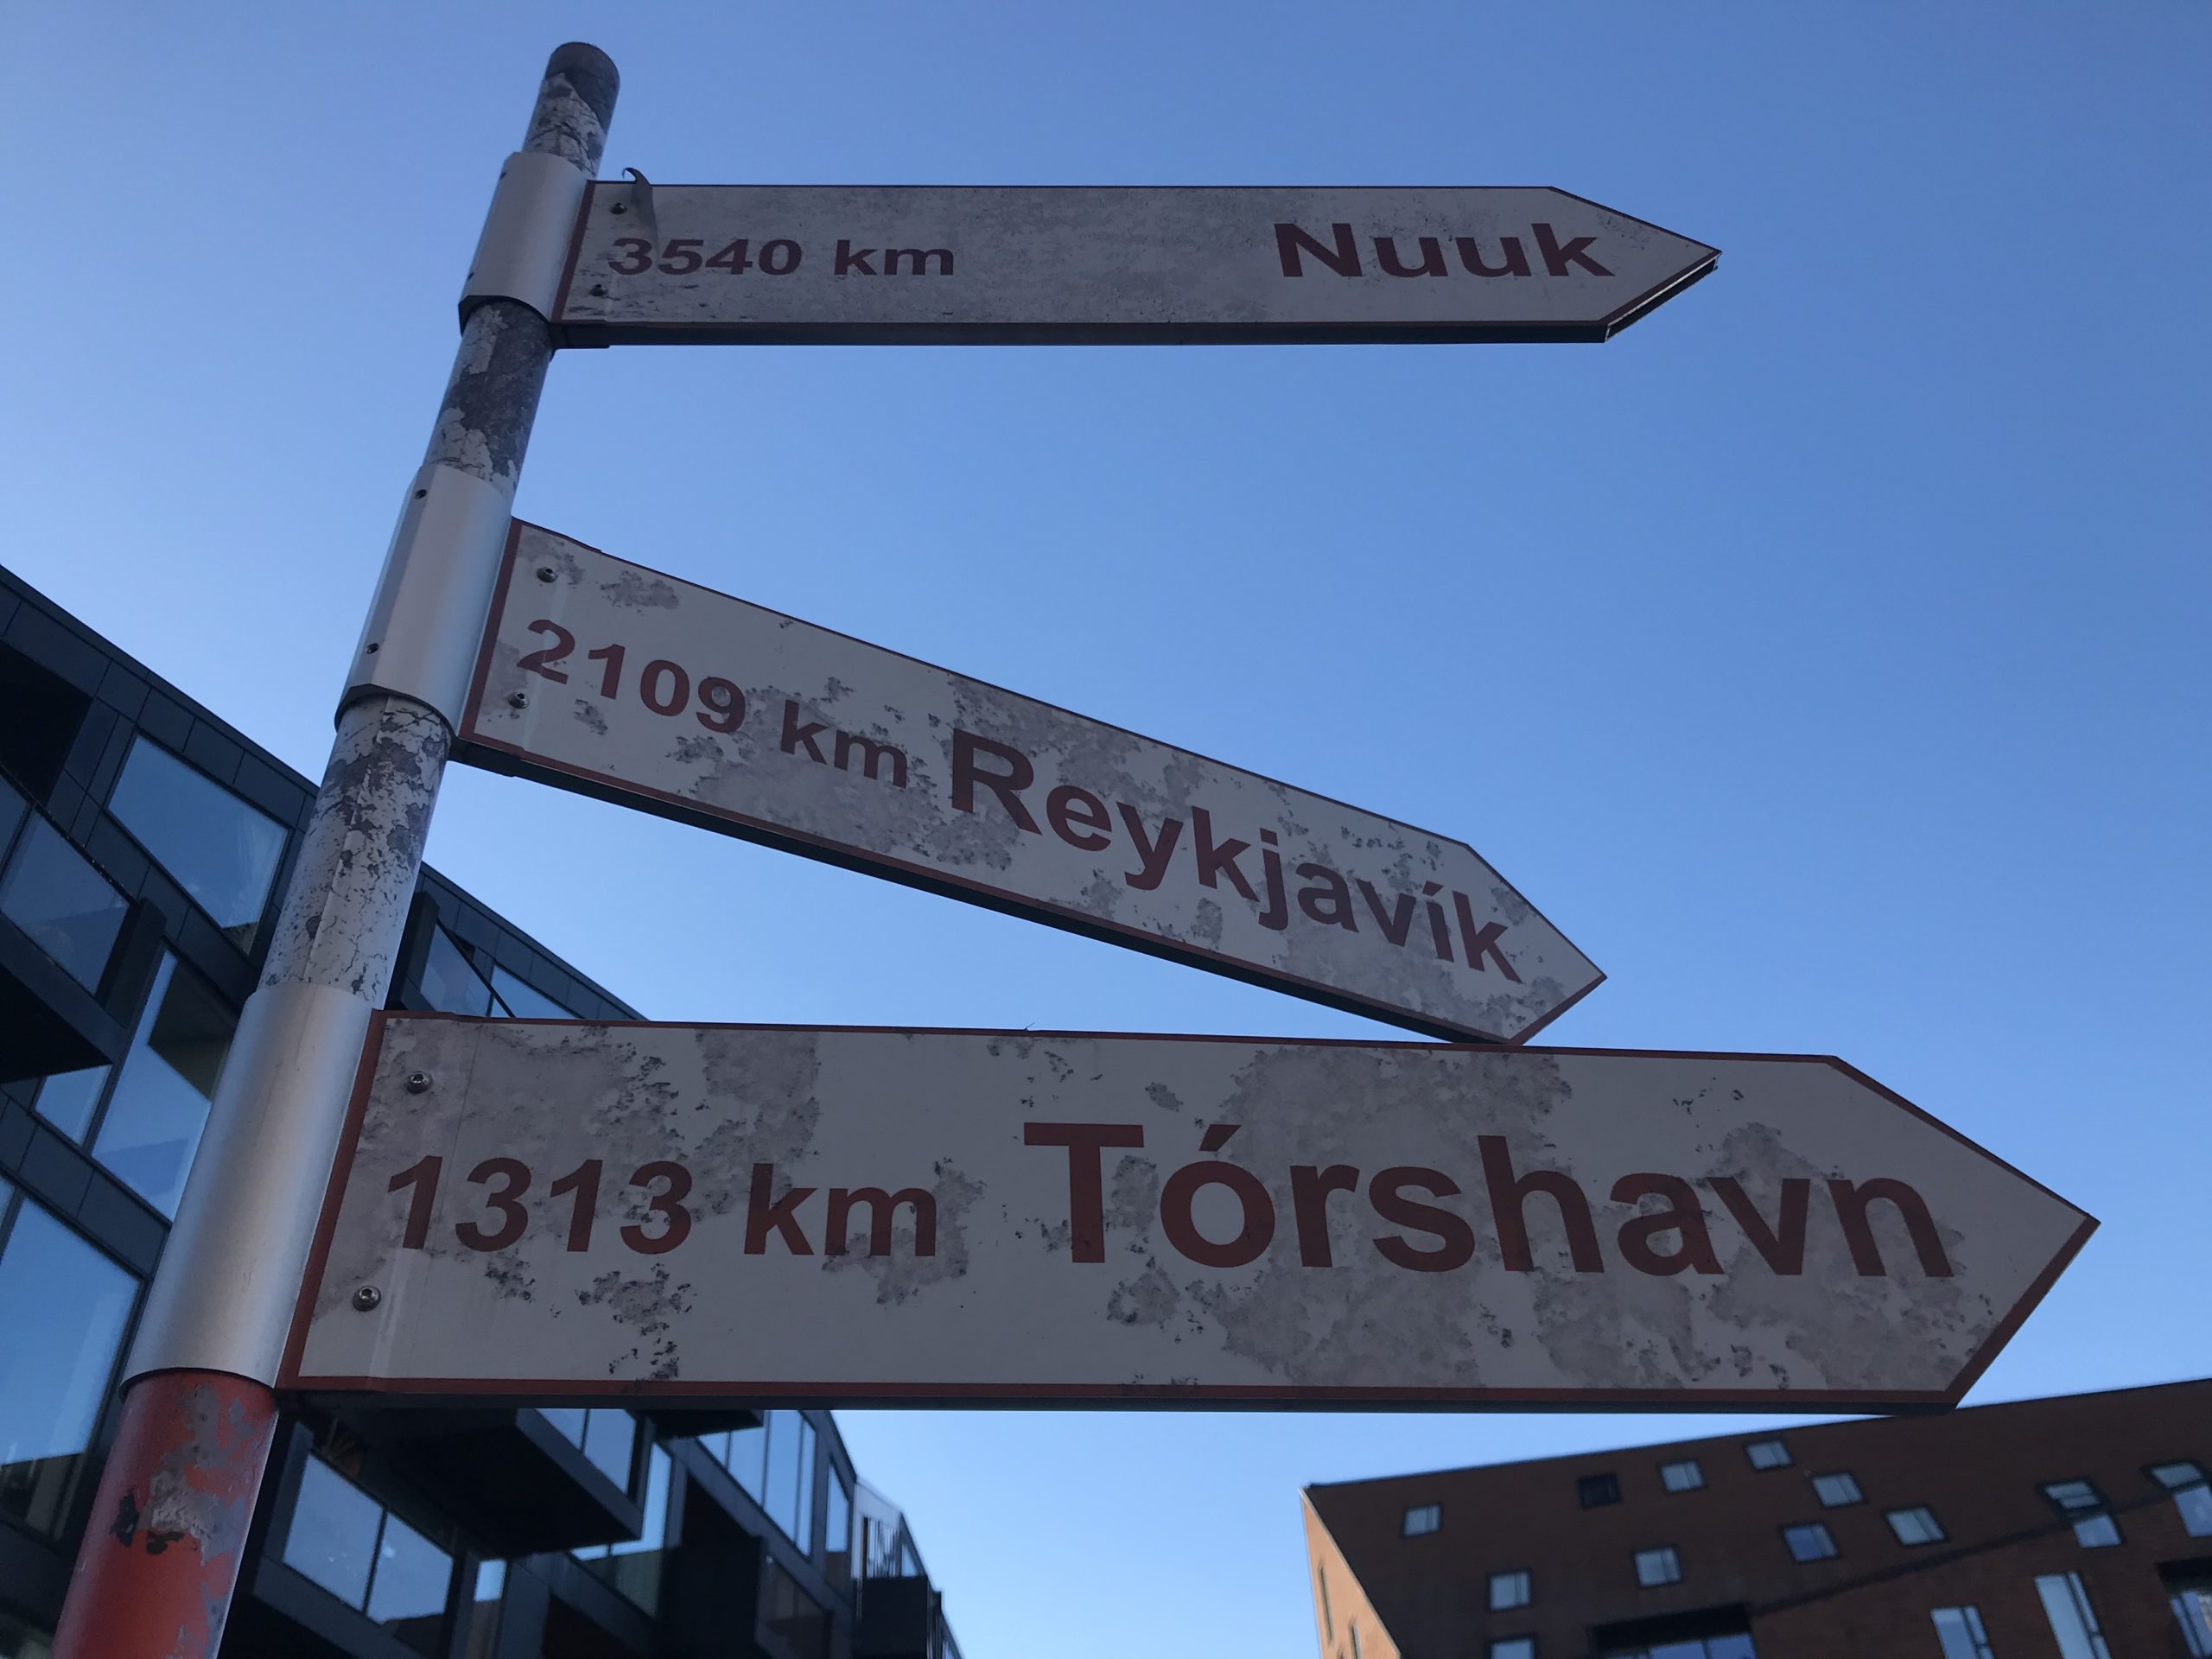 3540 km Nuuk
2109 km Reykjavík
1313 km Tórshavn